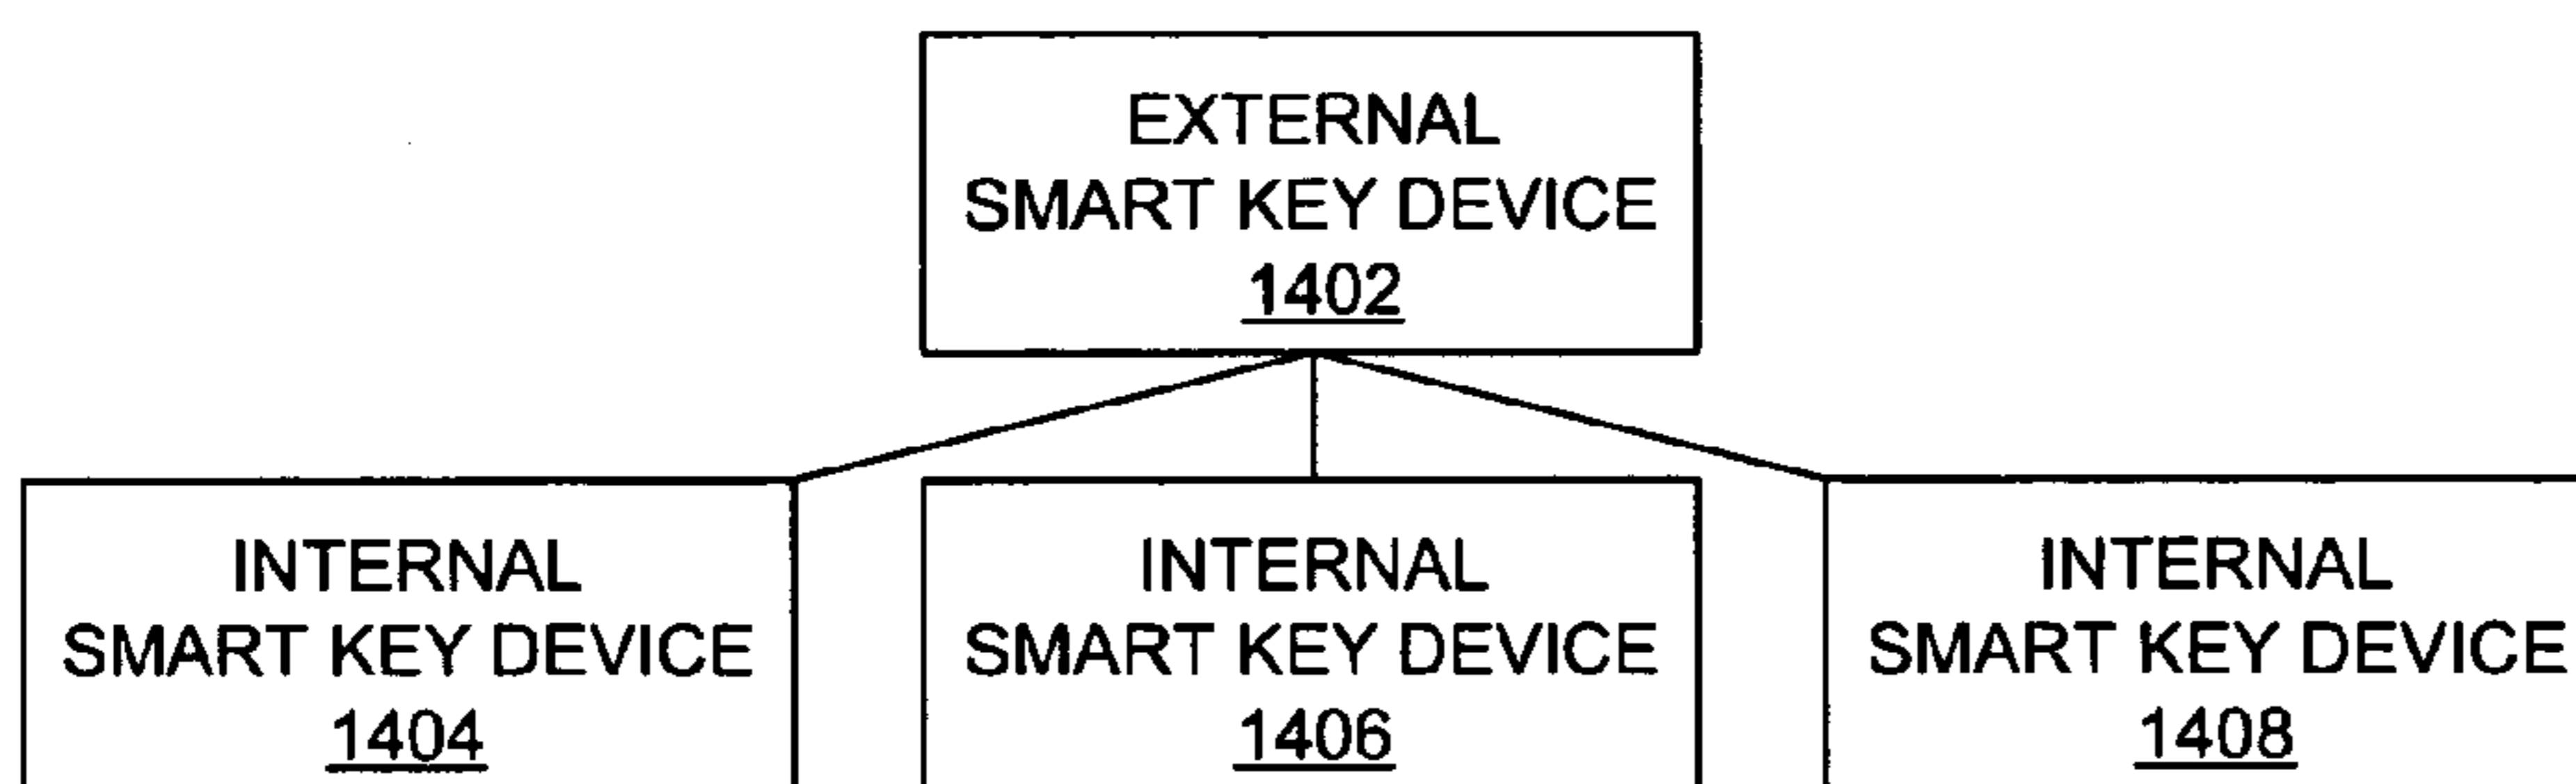 EXTERNAL
SMART KEY DEVICE
1402
INTERNAL
SMART KEY DEVICE
1404
INTERNAL
SMART KEY DEVICE
1406
INTERNAL
SMART KEY DEVICE
1408